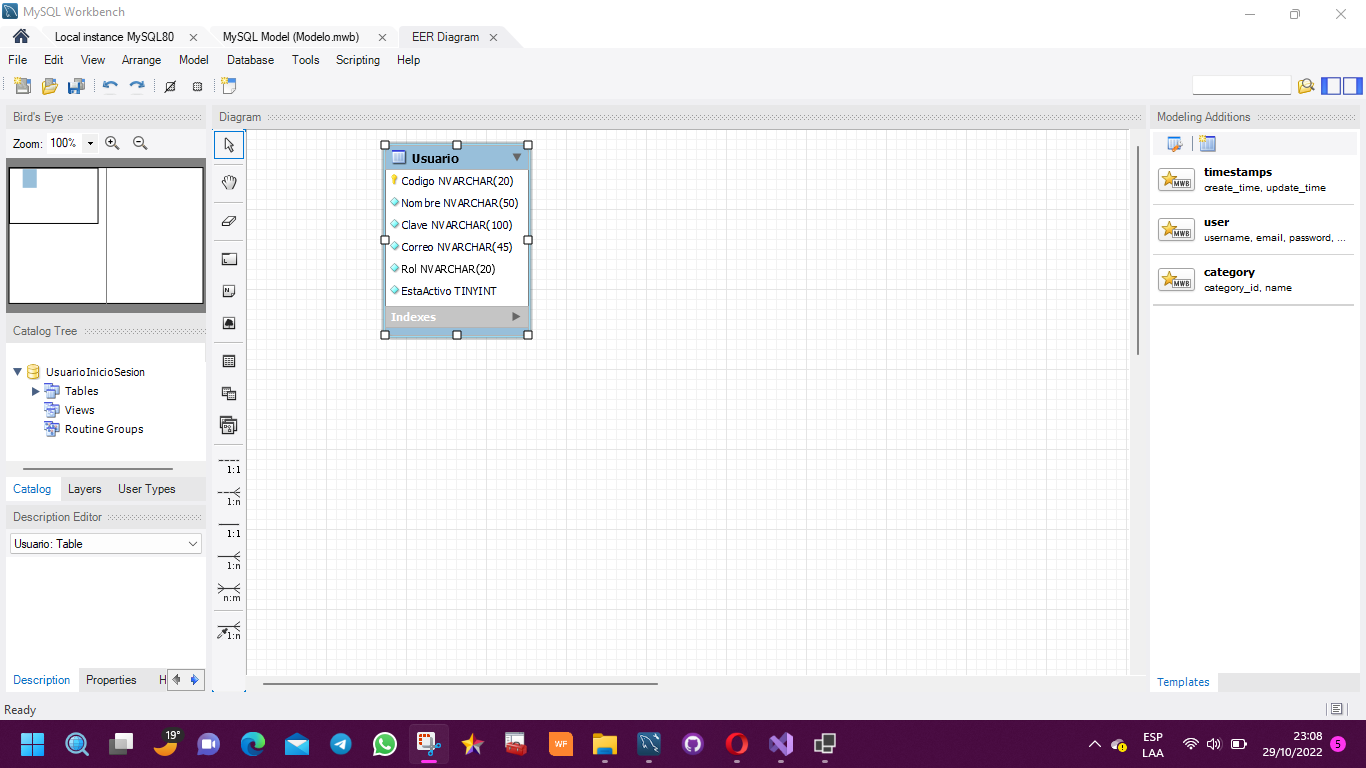 MySQL Workbench
Local instance MySQL80
MySQL Model (Modelo.mwb)
EER Diagram
File Edit View Arrange Model Database Tools Scripting Help
Bird's Eye
Zoom: 100%
Catalog Tree
UsuarioInicioSesion
Tables
Views
Routine Groups
Catalog Layers User Types
Description Editor
Usuario: Table
Description Properties H
Diagram
1:1
1:n
1:1
1:n
n:m
1:n
Usuario
Codigo NVARCHAR(20)
Nombre NVARCHAR(50)
Clave NVARCHAR(100)
Correo NVARCHAR(45)
Rol NVARCHAR(20)
EstaActivo TINYINT
Indexes
Modeling Additions
MWB
timestamps
create_time, update_time
MWB
user
username, email, password, ...
MWB
category
category_id, name
Templates
Ready
19°
WF
ESP
LAA
23:08
29/10/2022
5